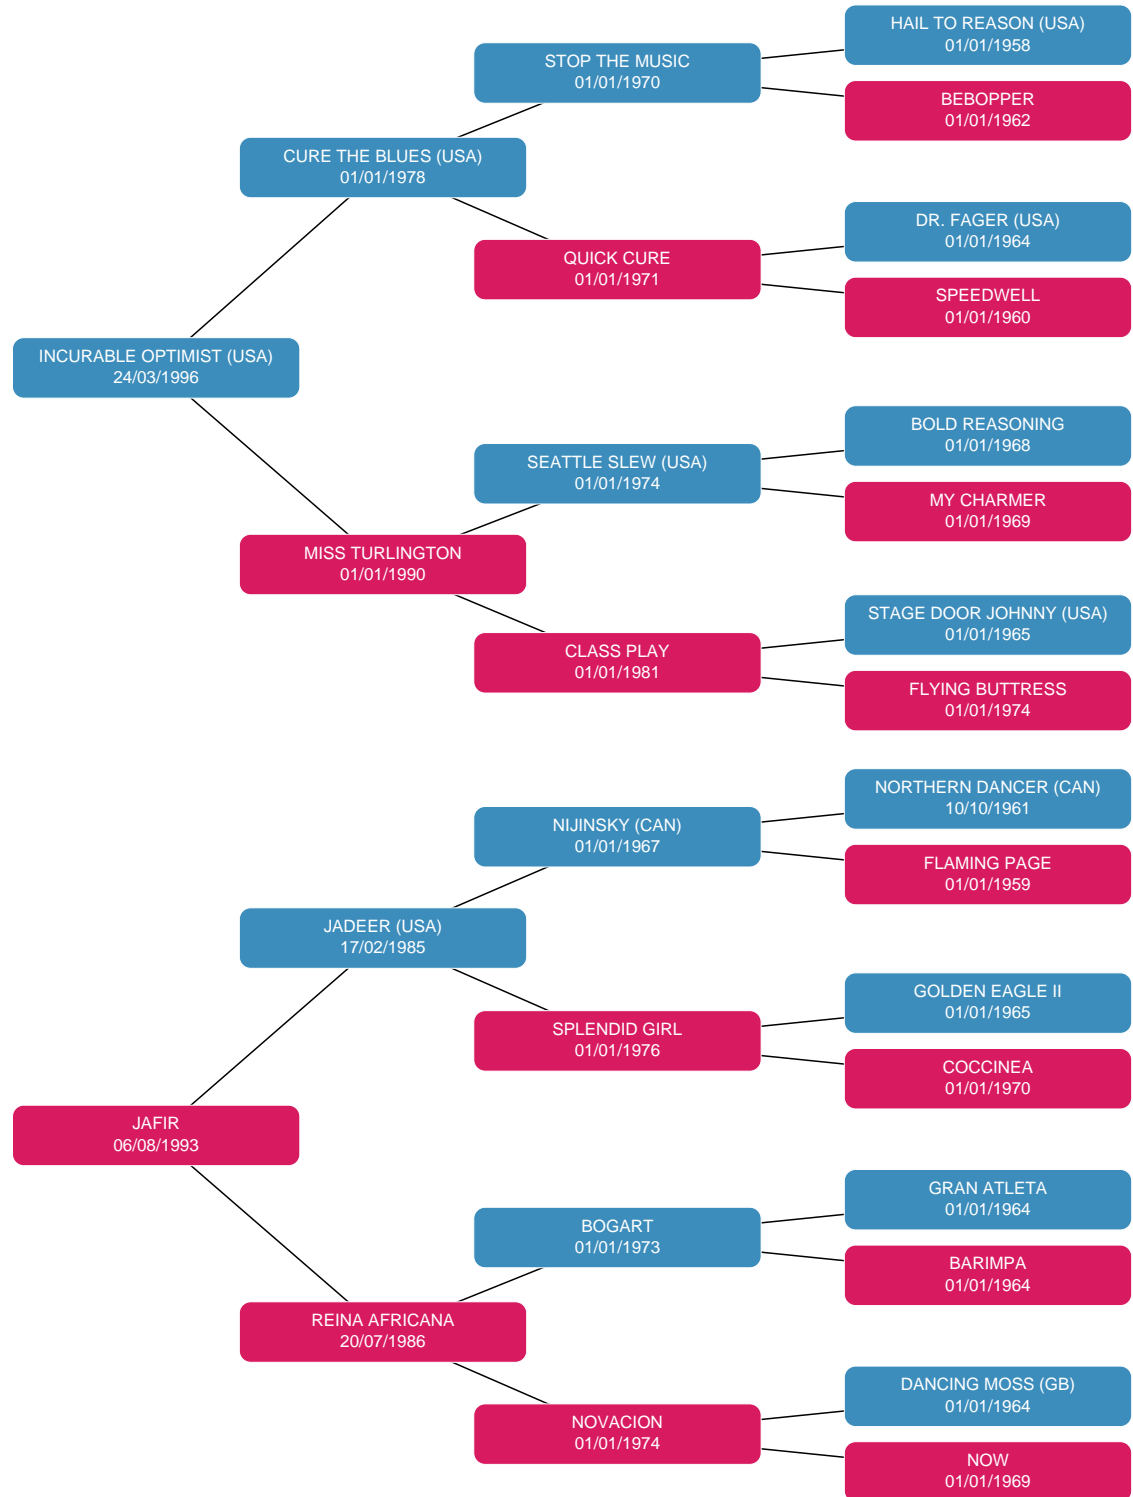 HAIL TO REASON (USA)
01/01/1958
STOP THE MUSIC
01/01/1970
BEBOPPER
01/01/1962
CURE THE BLUES (USA)
01/01/1978
DR. FAGER (USA)
01/01/1964
QUICK CURE
01/01/1971
SPEEDWELL
01/01/1960
INCURABLE OPTIMIST (USA)
24/03/1996
BOLD REASONING
01/01/1968
SEATTLE SLEW (USA)
01/01/1974
MY CHARMER
01/01/1969
MISS TURLINGTON
01/01/1990
STAGE DOOR JOHNNY (USA)
01/01/1965
CLASS PLAY
01/01/1981
FLYING BUTTRESS
01/01/1974
NORTHERN DANCER (CAN)
10/10/1961
NIJINSKY (CAN)
01/01/1967
FLAMING PAGE
01/01/1959
JADEER (USA)
17/02/1985
GOLDEN EAGLE II
01/01/1965
SPLENDID GIRL
01/01/1976
COCCINEA
01/01/1970
JAFIR
06/08/1993
GRAN ATLETA
01/01/1964
BOGART
01/01/1973
BARIMPA
01/01/1964
REINA AFRICANA
20/07/1986
DANCING MOSS (GB)
01/01/1964
NOVACION
01/01/1974
NOW
01/01/1969